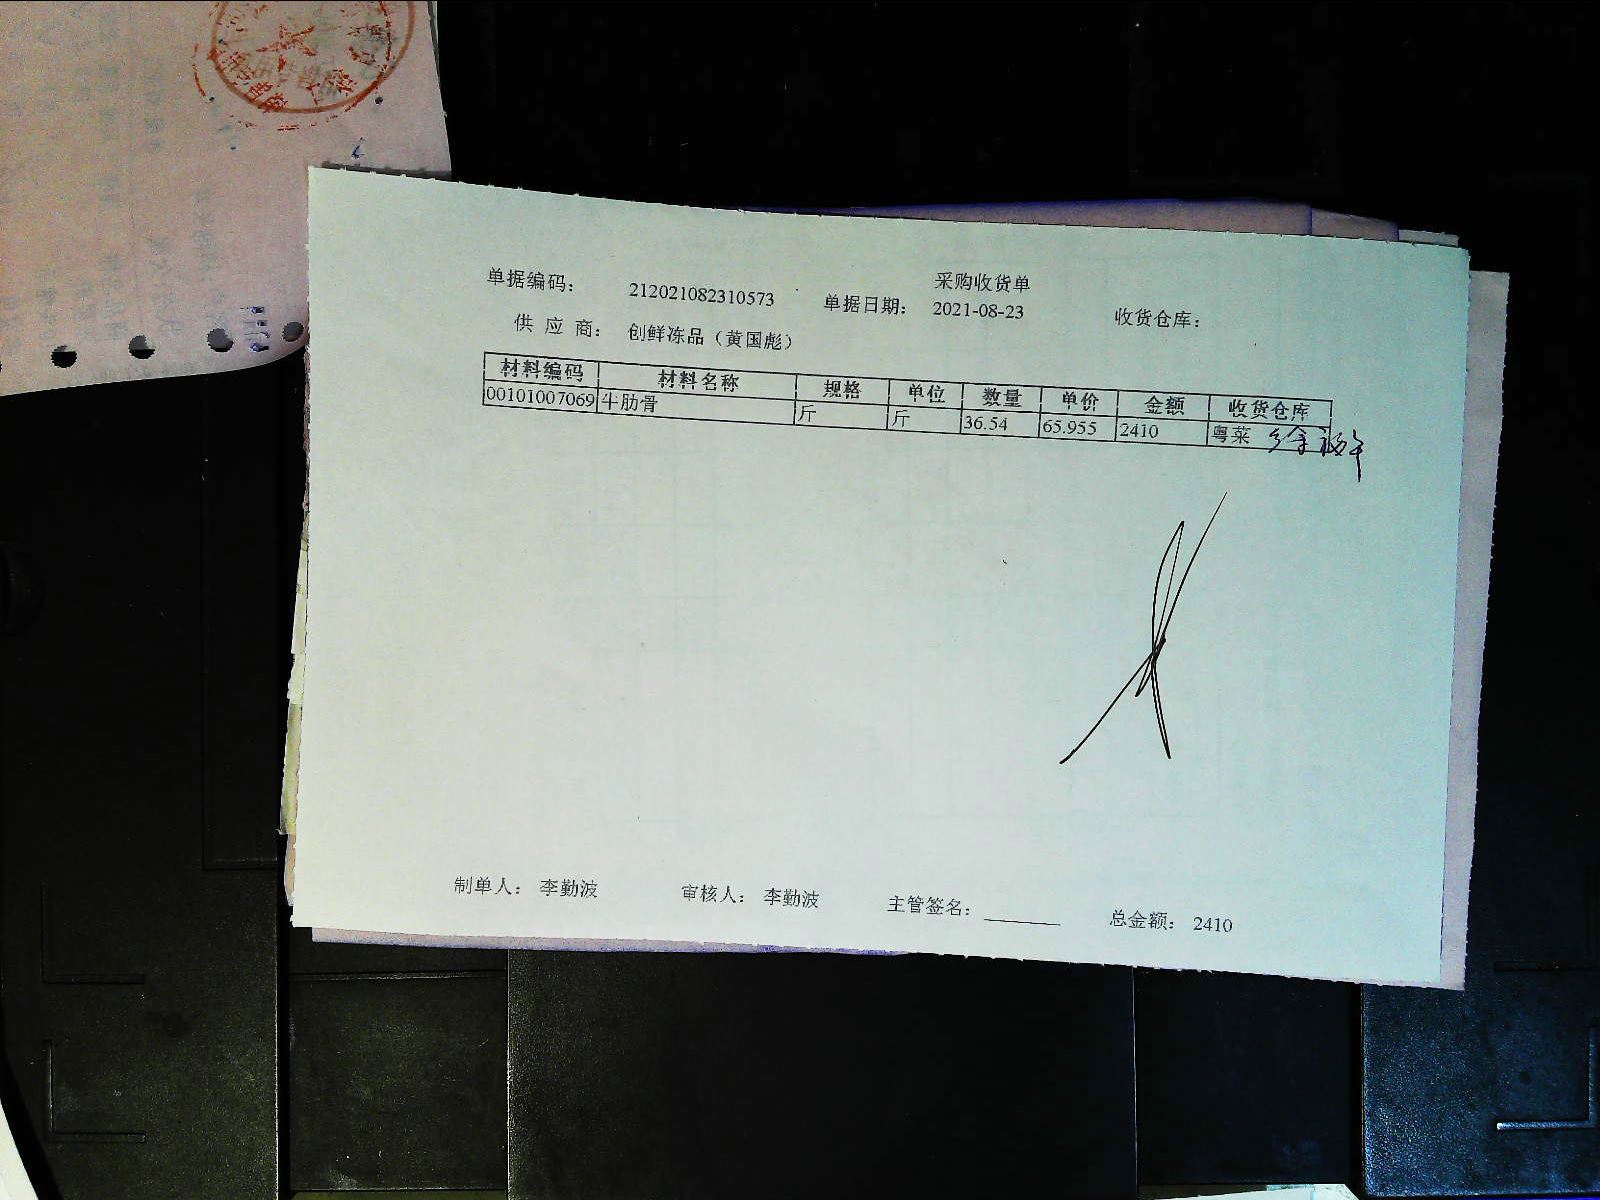 采购收货单
单据编码： 212021082310573 单据日期： 2021-08-23 收货仓库：
供 应 商： 创鲜冻品（黄国彪）
材料编码 材料名称 规格 单位 数量 单价 金额 收货仓库
00101007069 牛肋骨 斤 斤 36.54 65.955 2410 粤菜
制单人： 李勤波 审核人： 李勤波 主管签名： 总金额： 2410